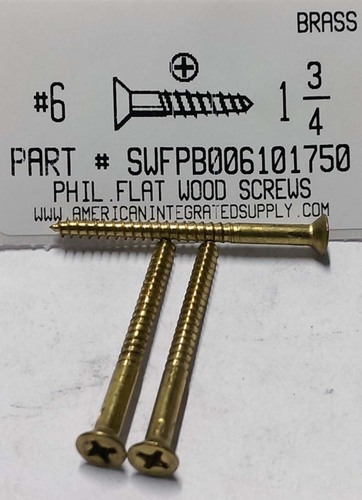 BRASS
#6 1 3/4
PART # SWFPB006101750
PHIL.FLAT WOOD SCREWS
WWW.AMERICANINTEGRATEDSUPPLY.COM